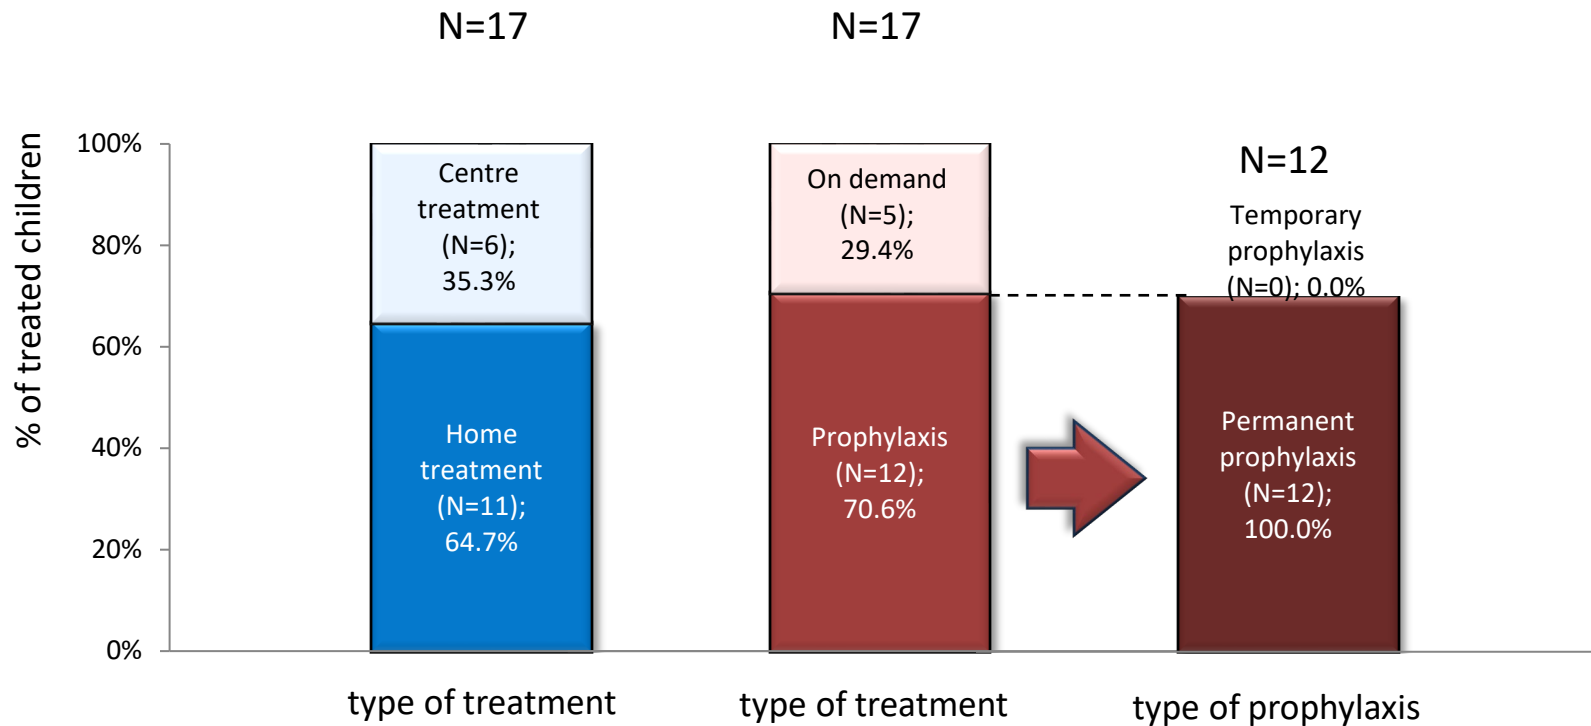 N=17
N=17
N=12
% of treated children
100%
80%
60%
40%
20%
0%
Centre
treatment
(N=6);
35.3%
Home
treatment
(N=11);
64.7%
On demand
(N=5);
29.4%
Prophylaxis
(N=12);
70.6%
Temporary
prophylaxis
(N=0); 0.0%
Permanent
prophylaxis
(N=12);
100.0%
type of treatment
type of treatment
type of prophylaxis